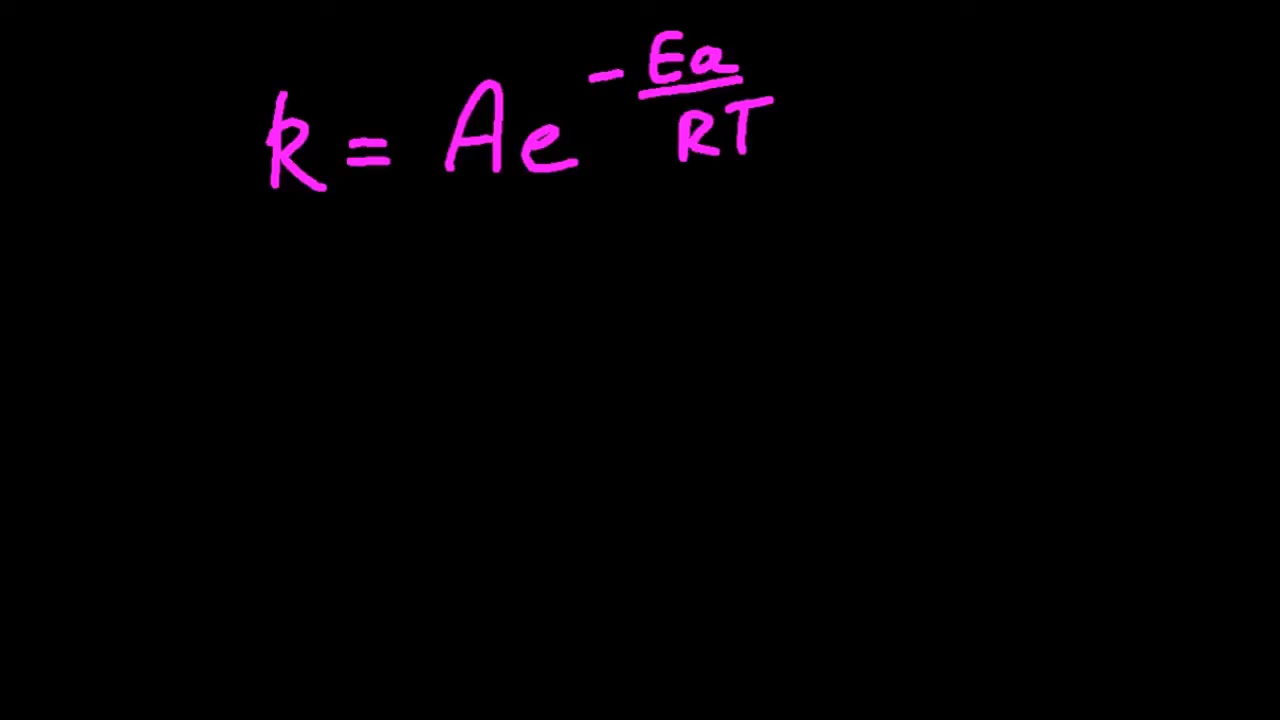 k = Ae^(-Ea/RT)